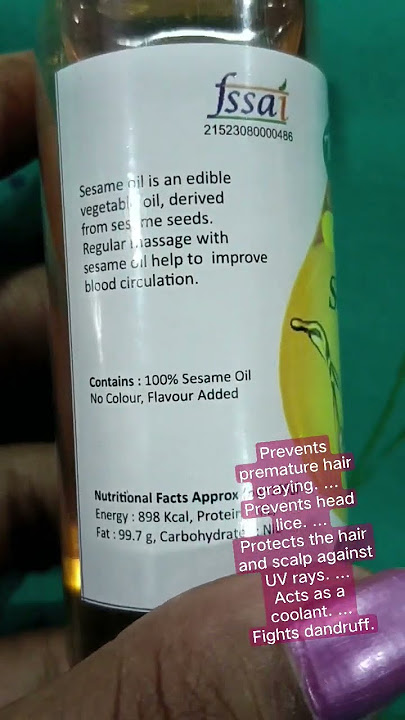 fssai
21523080000486
Sesame oil is an edible
vegetable oil, derived
from sesame seeds.
Regular massage with
sesame oil help to improve
blood circulation.
Contains : 100% Sesame Oil
No Colour, Flavour Added
Nutritional Facts Approx
Energy : 898 Kcal, Protein
Fat : 99.7 g, Carbohydrate
Prevents
premature hair
graying. ...
Prevents head
lice. ...
Protects the hair
and scalp against
UV rays. ...
Acts as a
coolant. ...
Fights dandruff.